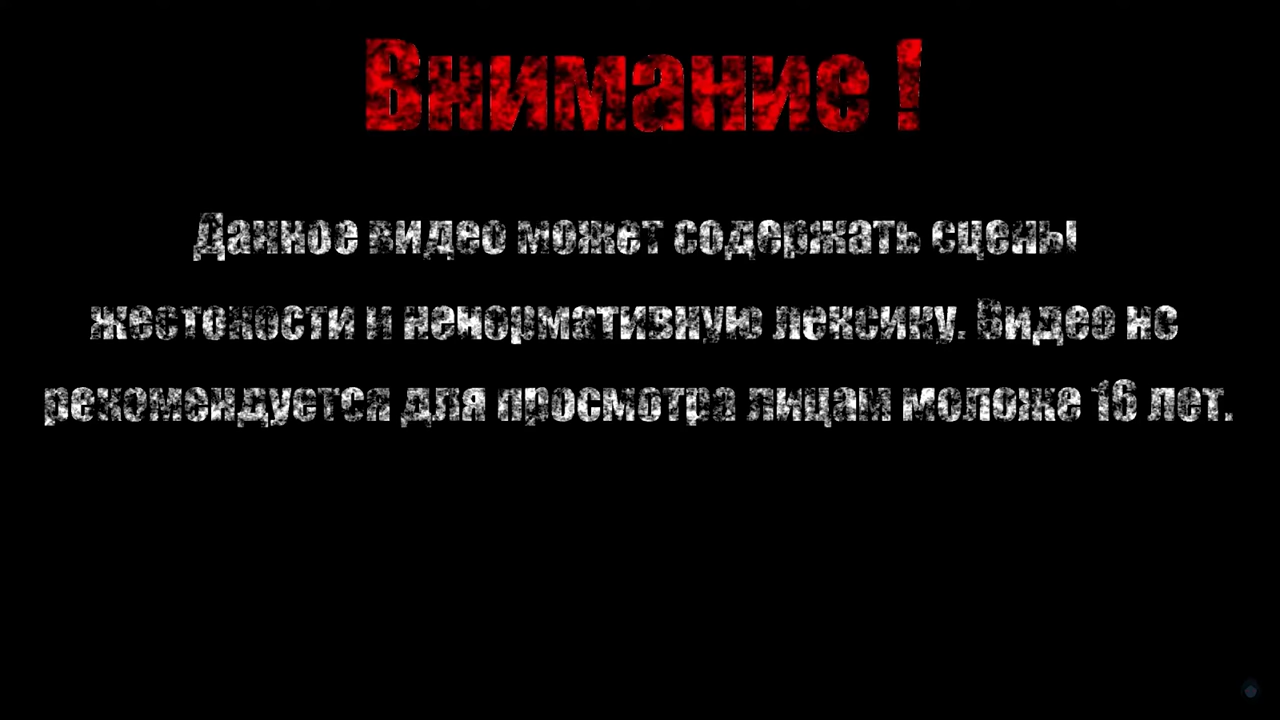 Внимание !
Данное видео может содержать сцены
жестокости и ненормативную лексику. Видео не
рекомендуется для просмотра лицам моложе 16 лет.